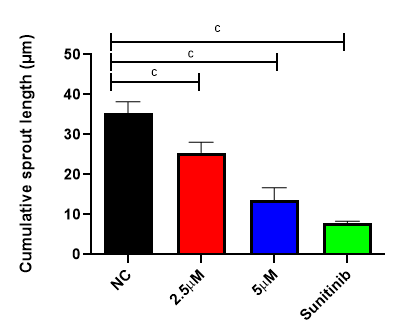 c
c
c
Cumulative sprout length (µm)
50
40
30
20
10
0
NC
2.5µM
5µM
Sunitinib